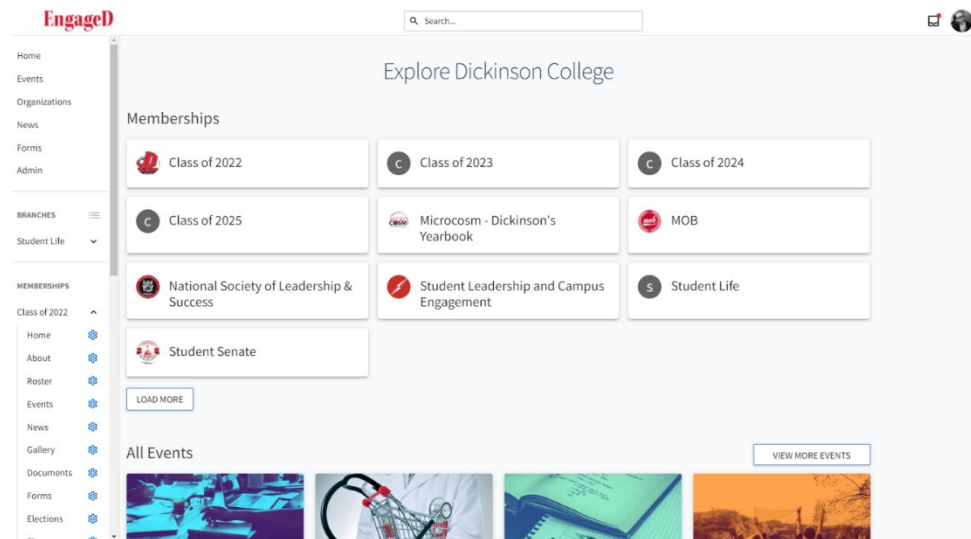 EngageD
Search...
Home
Events
Organizations
News
Forms
Admin
BRANCHES
Student Life
MEMBERSHIPS
Class of 2022
Home
About
Roster
Events
News
Gallery
Documents
Forms
Elections
Explore Dickinson College
Memberships
Class of 2022
C
Class of 2023
C
Class of 2024
C
Class of 2025
Microcosm - Dickinson's
Yearbook
MOB
National Society of Leadership &
Success
Student Leadership and Campus
Engagement
S
Student Life
Student Senate
LOAD MORE
All Events
VIEW MORE EVENTS